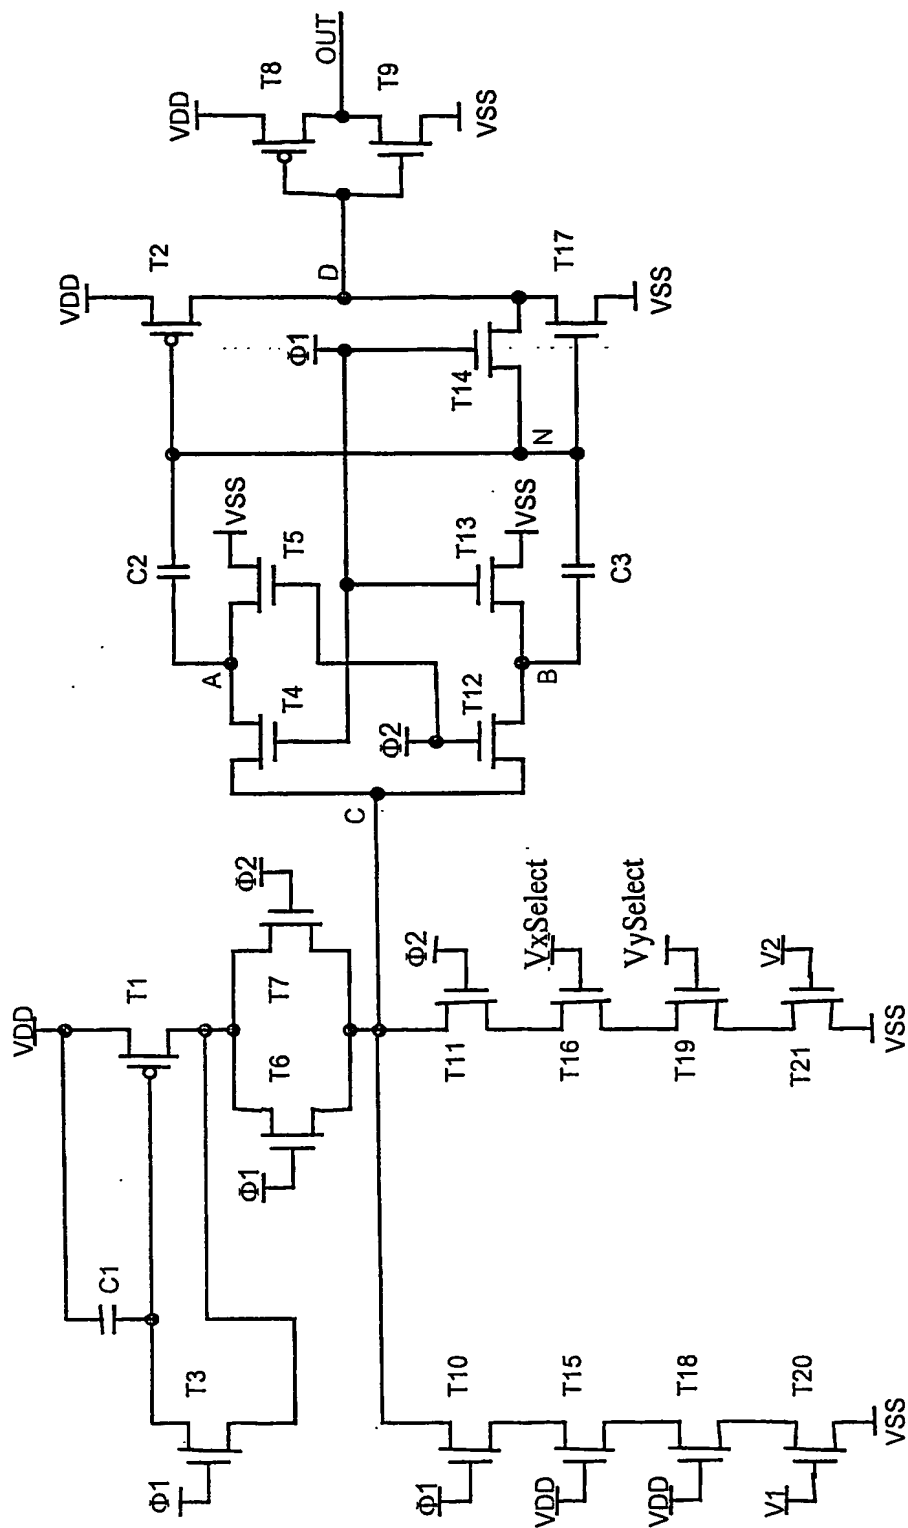 VDD
T8
OUT
T9
VSS
VDD
T2
D
T17
VSS
Φ1
T14
N
C2
VSS
T5
T13
VSS
C3
A
T4
Φ2
T12
B
C
VDD
T1
Φ2
T7
T6
Φ1
C1
T3
Φ1
Φ2
VxSelect
VySelect
V2
T11
T16
T19
T21
VSS
T10
T15
T18
T20
Φ1
VDD
VDD
V1
VSS